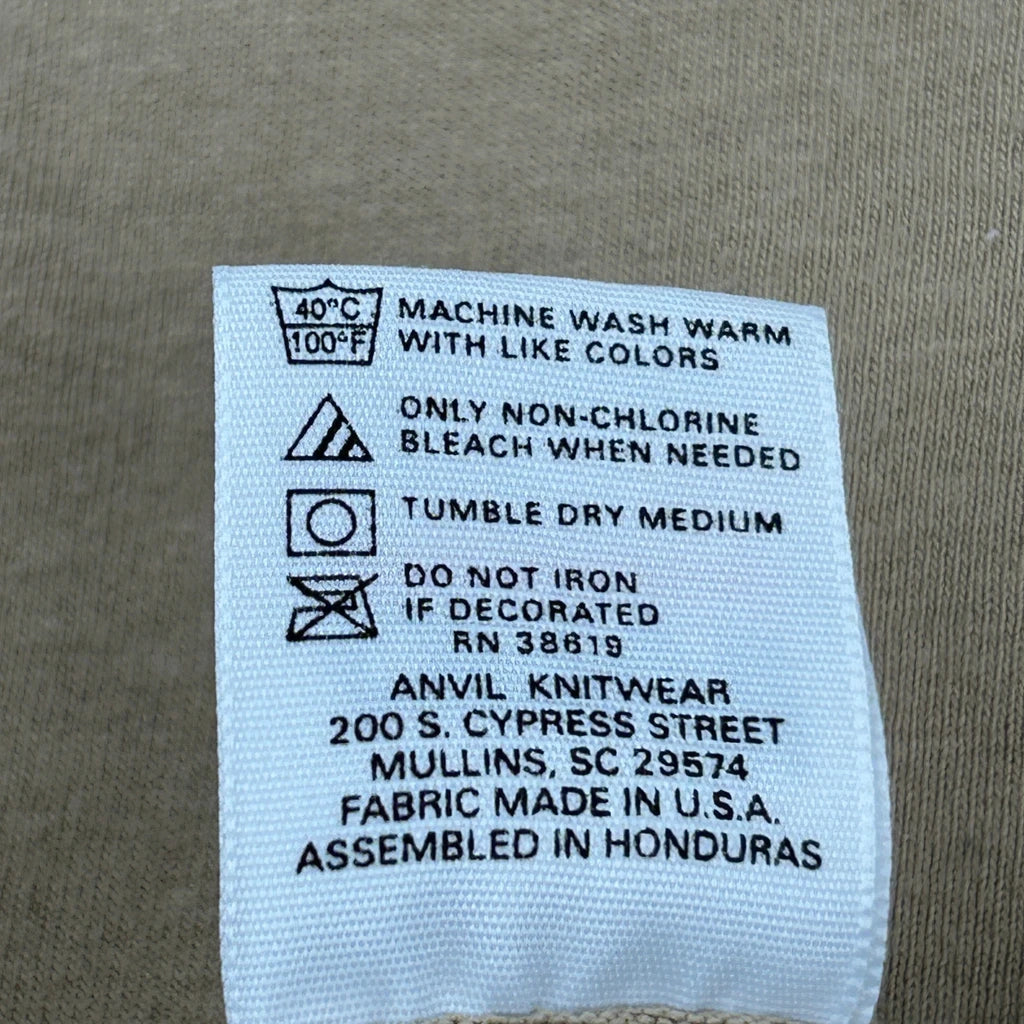 40°C
100°F
MACHINE WASH WARM
WITH LIKE COLORS
ONLY NON-CHLORINE
BLEACH WHEN NEEDED
TUMBLE DRY MEDIUM
DO NOT IRON
IF DECORATED
RN 38619
ANVIL KNITWEAR
200 S. CYPRESS STREET
MULLINS, SC 29574
FABRIC MADE IN U.S.A.
ASSEMBLED IN HONDURAS